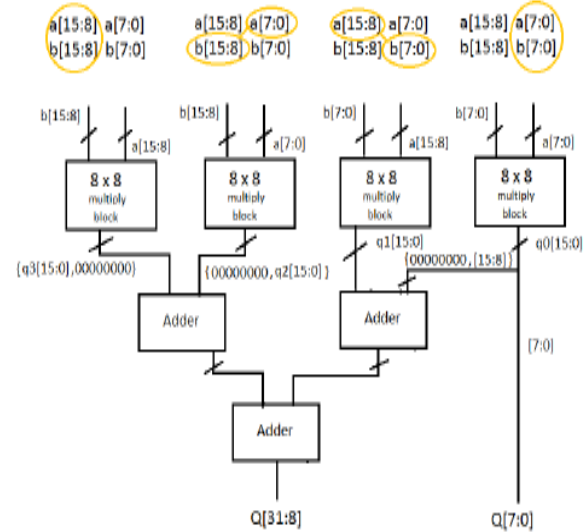 a[15:8] a[7:0] a[15:8] a[7:0] a[15:8] a[7:0] a[15:8] a[7:0]
b[15:8] b[7:0] b[15:8] b[7:0] b[15:8] b[7:0] b[15:8] b[7:0]
b[15:8] b[15:8] b[7:0] b[7:0]
a[15:8] a[7:0] a[15:8] a[7:0]
8 x 8 8 x 8 8 x 8 8 x 8
multiply multiply multiply multiply
block block block block
q1[15:0] q0[15:0]
{q3[15:0],00000000} {00000000,q2[15:0]} {00000000,[15:8]}
Adder Adder
[7:0]
Adder
Q[31:8] Q[7:0]